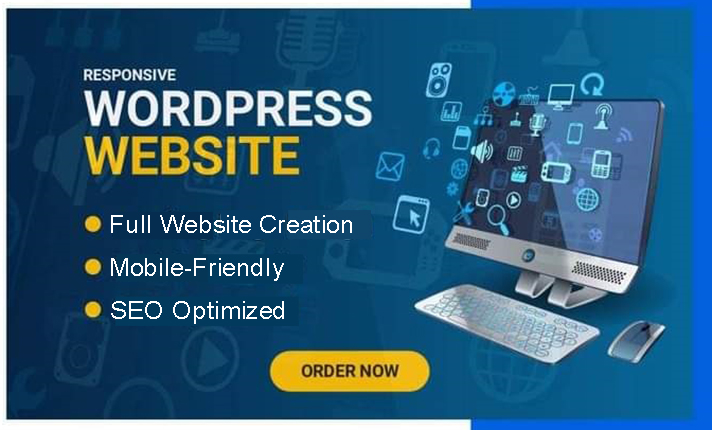 RESPONSIVE
WORDPRESS
WEBSITE
Full Website Creation
Mobile-Friendly
SEO Optimized
ORDER NOW